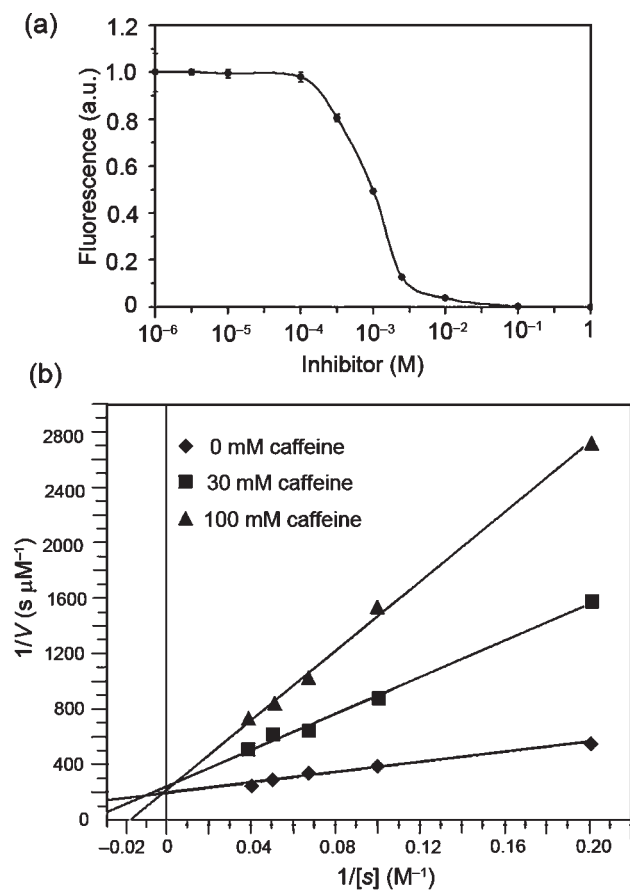 (a)
1.2
1.0
0.8
0.6
0.4
0.2
0
Fluorescence (a.u.)
10⁻⁶ 10⁻⁵ 10⁻⁴ 10⁻³ 10⁻² 10⁻¹ 1
Inhibitor (M)
(b)
2800
2400
2000
1600
1200
800
400
0
1/V (s μM⁻¹)
0 mM caffeine
30 mM caffeine
100 mM caffeine
–0.02 0 0.04 0.08 0.12 0.16 0.20
1/[s] (M⁻¹)